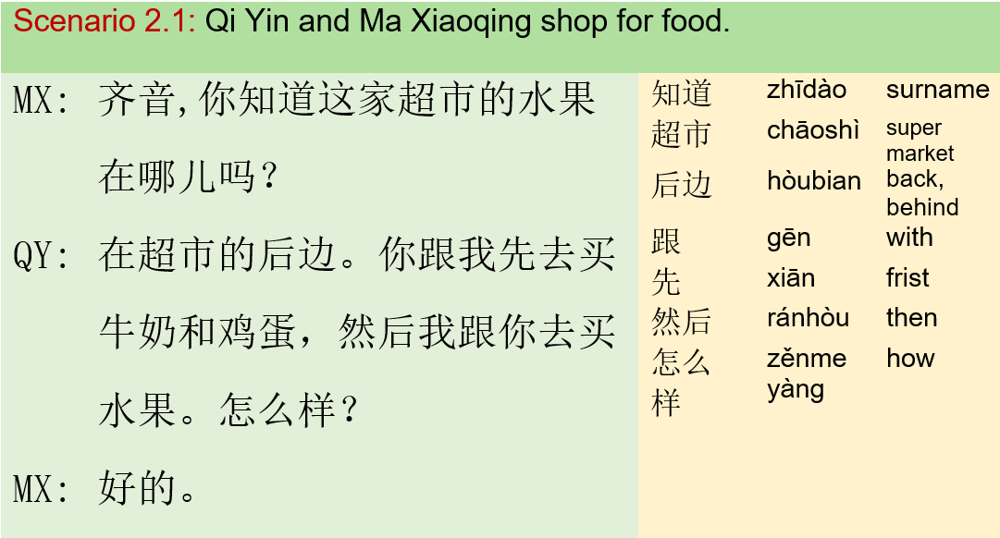 Scenario 2.1: Qi Yin and Ma Xiaoqing shop for food.
MX: 齐音,你知道这家超市的水果
在哪儿吗？
QY: 在超市的后边。你跟我先去买
牛奶和鸡蛋，然后我跟你去买
水果。怎么样？
MX: 好的。
知道 zhīdào surname
超市 chāoshì super
market
后边 hòubian back,
behind
跟 gēn with
先 xiān frist
然后 ránhòu then
怎么 zěnme how
样 yàng